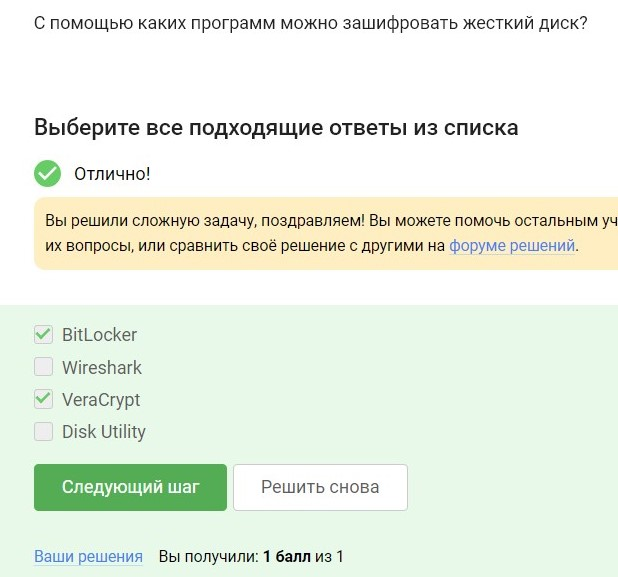 С помощью каких программ можно зашифровать жесткий диск?
Выберите все подходящие ответы из списка
Отлично!
Вы решили сложную задачу, поздравляем! Вы можете помочь остальным уч
их вопросы, или сравнить своё решение с другими на форуме решений.
BitLocker
Wireshark
VeraCrypt
Disk Utility
Следующий шаг Решить снова
Ваши решения Вы получили: 1 балл из 1